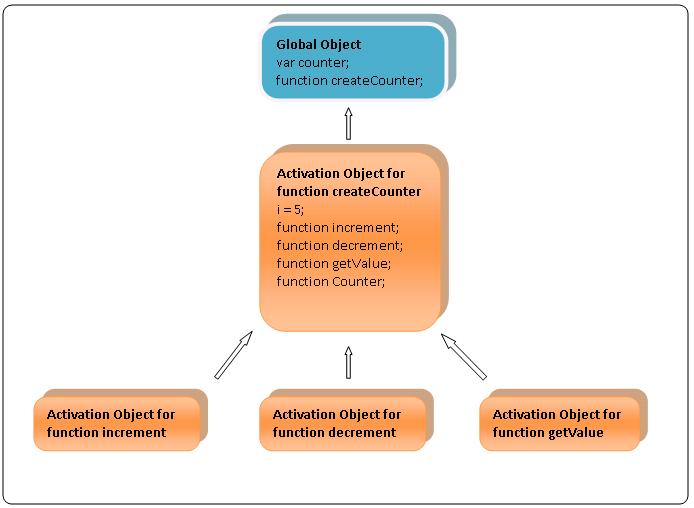 Global Object
var counter;
function createCounter;
Activation Object for
function createCounter
i = 5;
function increment;
function decrement;
function getValue;
function Counter;
Activation Object for
function increment
Activation Object for
function decrement
Activation Object for
function getValue